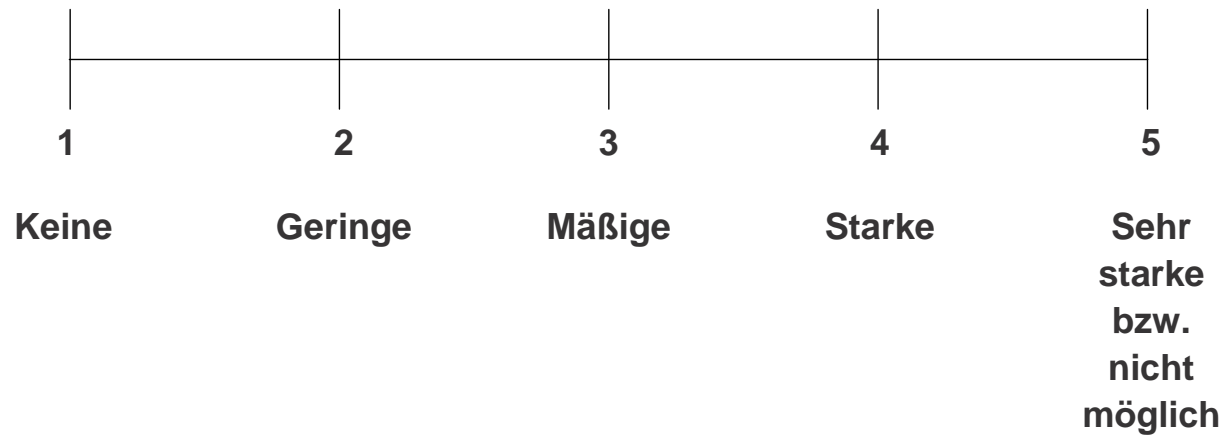 1 2 3 4 5
Keine Geringe Mäßige Starke Sehr
starke
bzw.
nicht
möglich